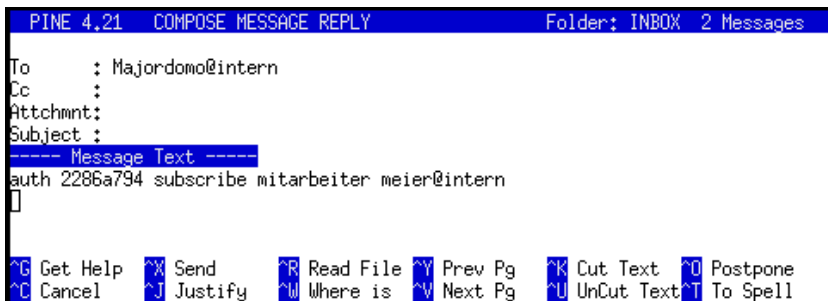 PINE 4.21 COMPOSE MESSAGE REPLY Folder: INBOX 2 Messages
To : Majordomo@intern
Cc :
Attchmnt:
Subject :
----- Message Text -----
auth 2286a794 subscribe mitarbeiter meier@intern
^G Get Help ^X Send ^R Read File ^Y Prev Pg ^K Cut Text ^O Postpone
^C Cancel ^J Justify ^W Where is ^V Next Pg ^U UnCut Text ^T To Spell